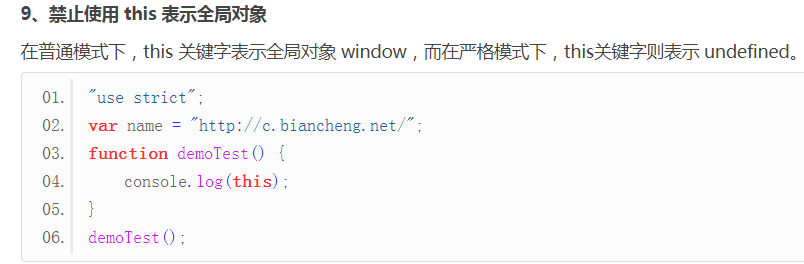 9、禁止使用 this 表示全局对象
在普通模式下，this 关键字表示全局对象 window，而在严格模式下，this关键字则表示 undefined。
01. "use strict";
02. var name = "http://c.biancheng.net/";
03. function demoTest() {
04.     console.log(this);
05. }
06. demoTest();